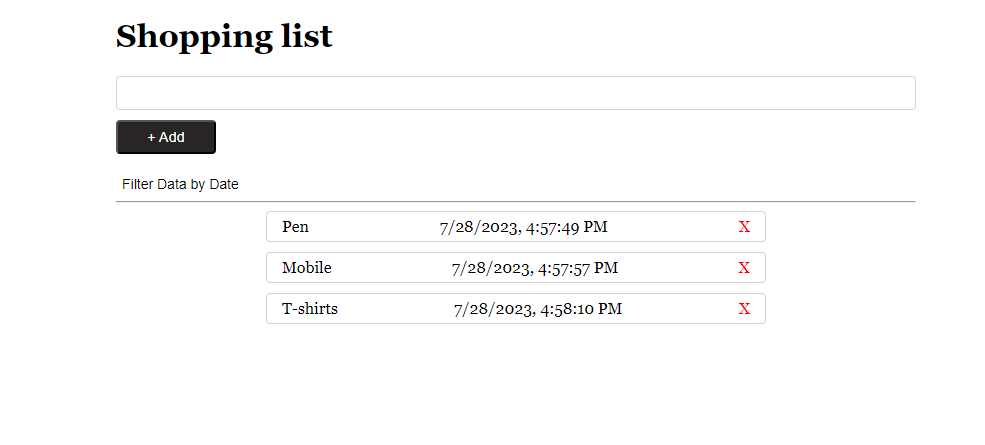 Shopping list
+ Add
Filter Data by Date
Pen 7/28/2023, 4:57:49 PM X
Mobile 7/28/2023, 4:57:57 PM X
T-shirts 7/28/2023, 4:58:10 PM X